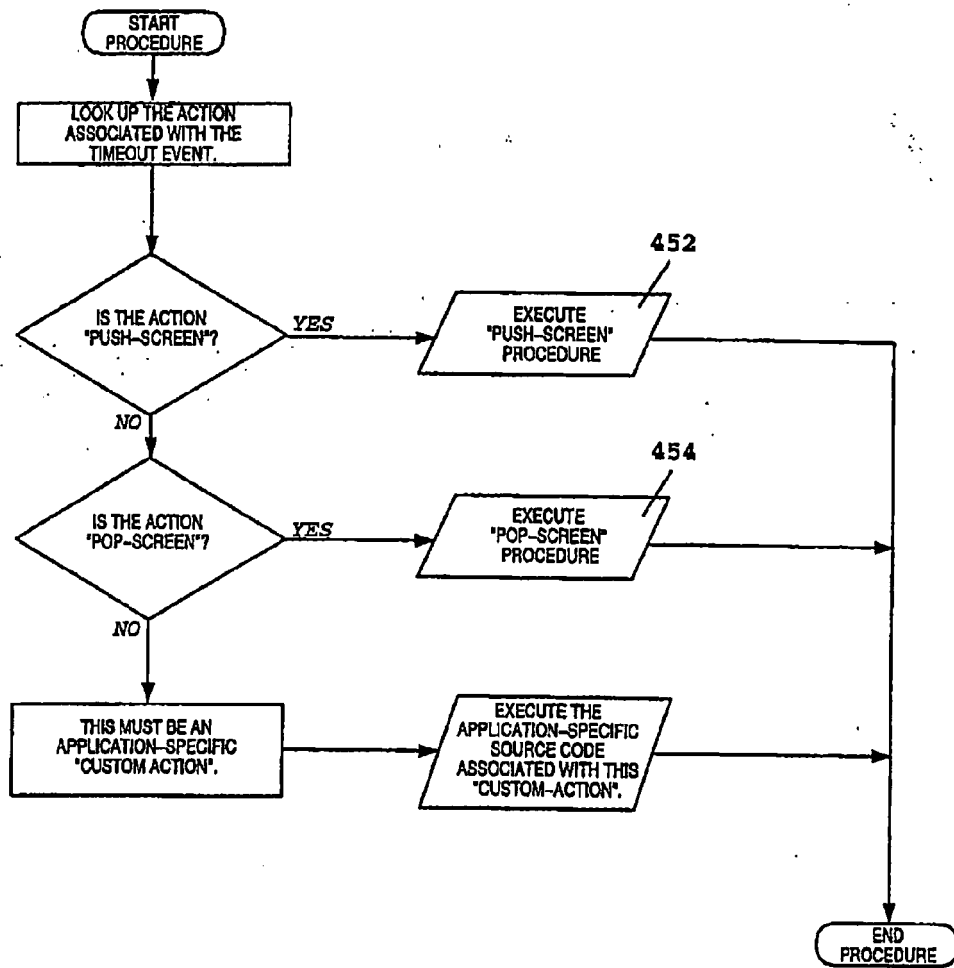 START
PROCEDURE
LOOK UP THE ACTION
ASSOCIATED WITH THE
TIMEOUT EVENT.
452
IS THE ACTION
"PUSH-SCREEN"?
YES
EXECUTE
"PUSH-SCREEN"
PROCEDURE
NO
454
IS THE ACTION
"POP-SCREEN"?
YES
EXECUTE
"POP-SCREEN"
PROCEDURE
NO
THIS MUST BE AN
APPLICATION-SPECIFIC
"CUSTOM ACTION".
EXECUTE THE
APPLICATION-SPECIFIC
SOURCE CODE
ASSOCIATED WITH THIS
"CUSTOM-ACTION".
END
PROCEDURE